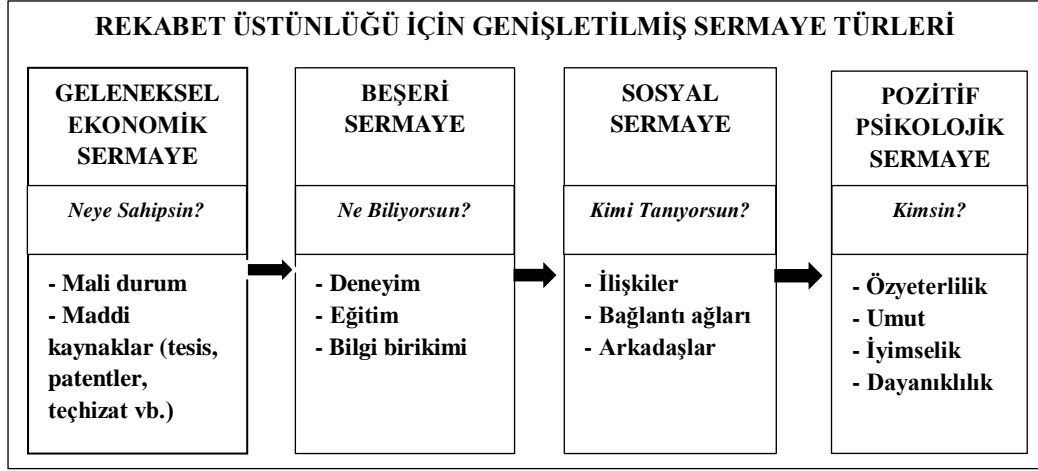 REKABET ÜSTÜNLÜĞÜ İÇİN GENİŞLETİLMİŞ SERMAYE TÜRLERİ
GELENEKSEL
EKONOMİK
SERMAYE
Neye Sahipsin?
- Mali durum
- Maddi
kaynaklar (tesis,
patentler,
teçhizat vb.)
BEŞERİ
SERMAYE
Ne Biliyorsun?
- Deneyim
- Eğitim
- Bilgi birikimi
SOSYAL
SERMAYE
Kimi Tanıyorsun?
- İlişkiler
- Bağlantı ağları
- Arkadaşlar
POZİTİF
PSİKOLOJİK
SERMAYE
Kimsin?
- Özyeterlilik
- Umut
- İyimselik
- Dayanıklılık